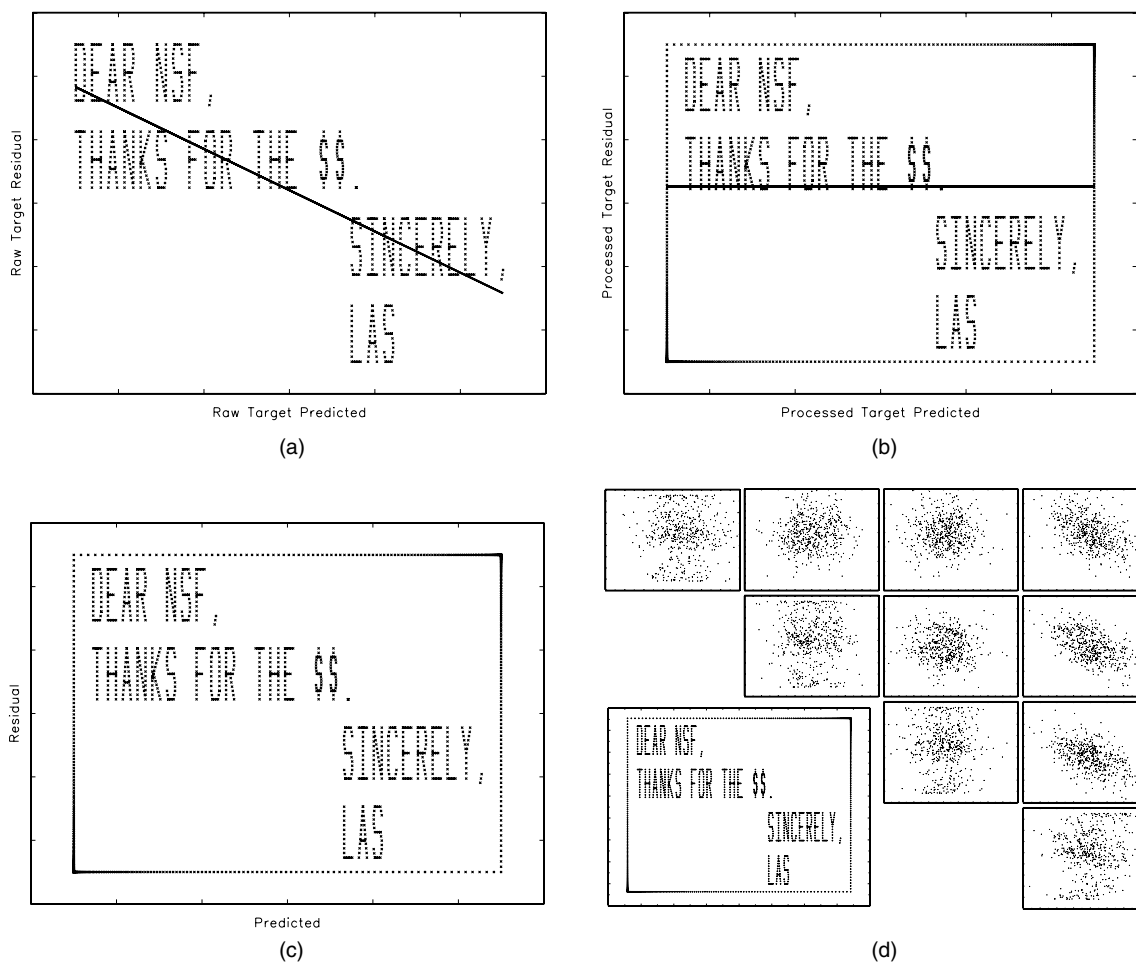 Raw Target Residual
DEAR NSF,
THANKS FOR THE $$.
SINCERELY,
LAS
Raw Target Predicted
(a)
Processed Target Residual
DEAR NSF,
THANKS FOR THE $$.
SINCERELY,
LAS
Processed Target Predicted
(b)
Residual
DEAR NSF,
THANKS FOR THE $$.
SINCERELY,
LAS
Predicted
(c)
DEAR NSF,
THANKS FOR THE $$.
SINCERELY,
LAS
(d)